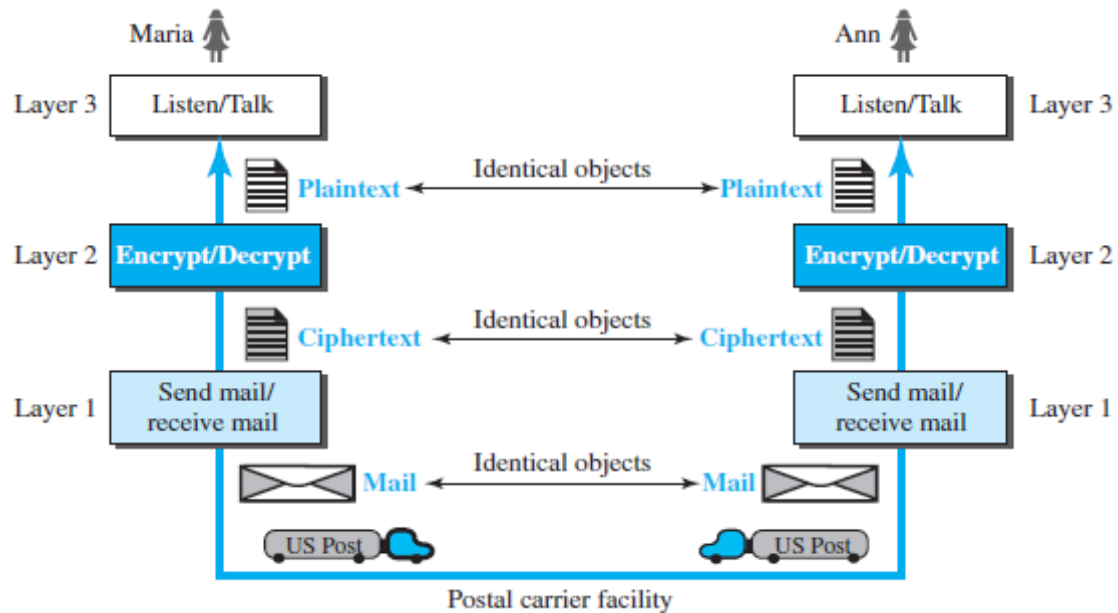 Maria
Ann
Layer 3
Listen/Talk
Listen/Talk
Layer 3
Identical objects
Plaintext
Plaintext
Layer 2
Encrypt/Decrypt
Encrypt/Decrypt
Layer 2
Identical objects
Ciphertext
Ciphertext
Layer 1
Send mail/
receive mail
Send mail/
receive mail
Layer 1
Identical objects
Mail
Mail
US Post
US Post
Postal carrier facility